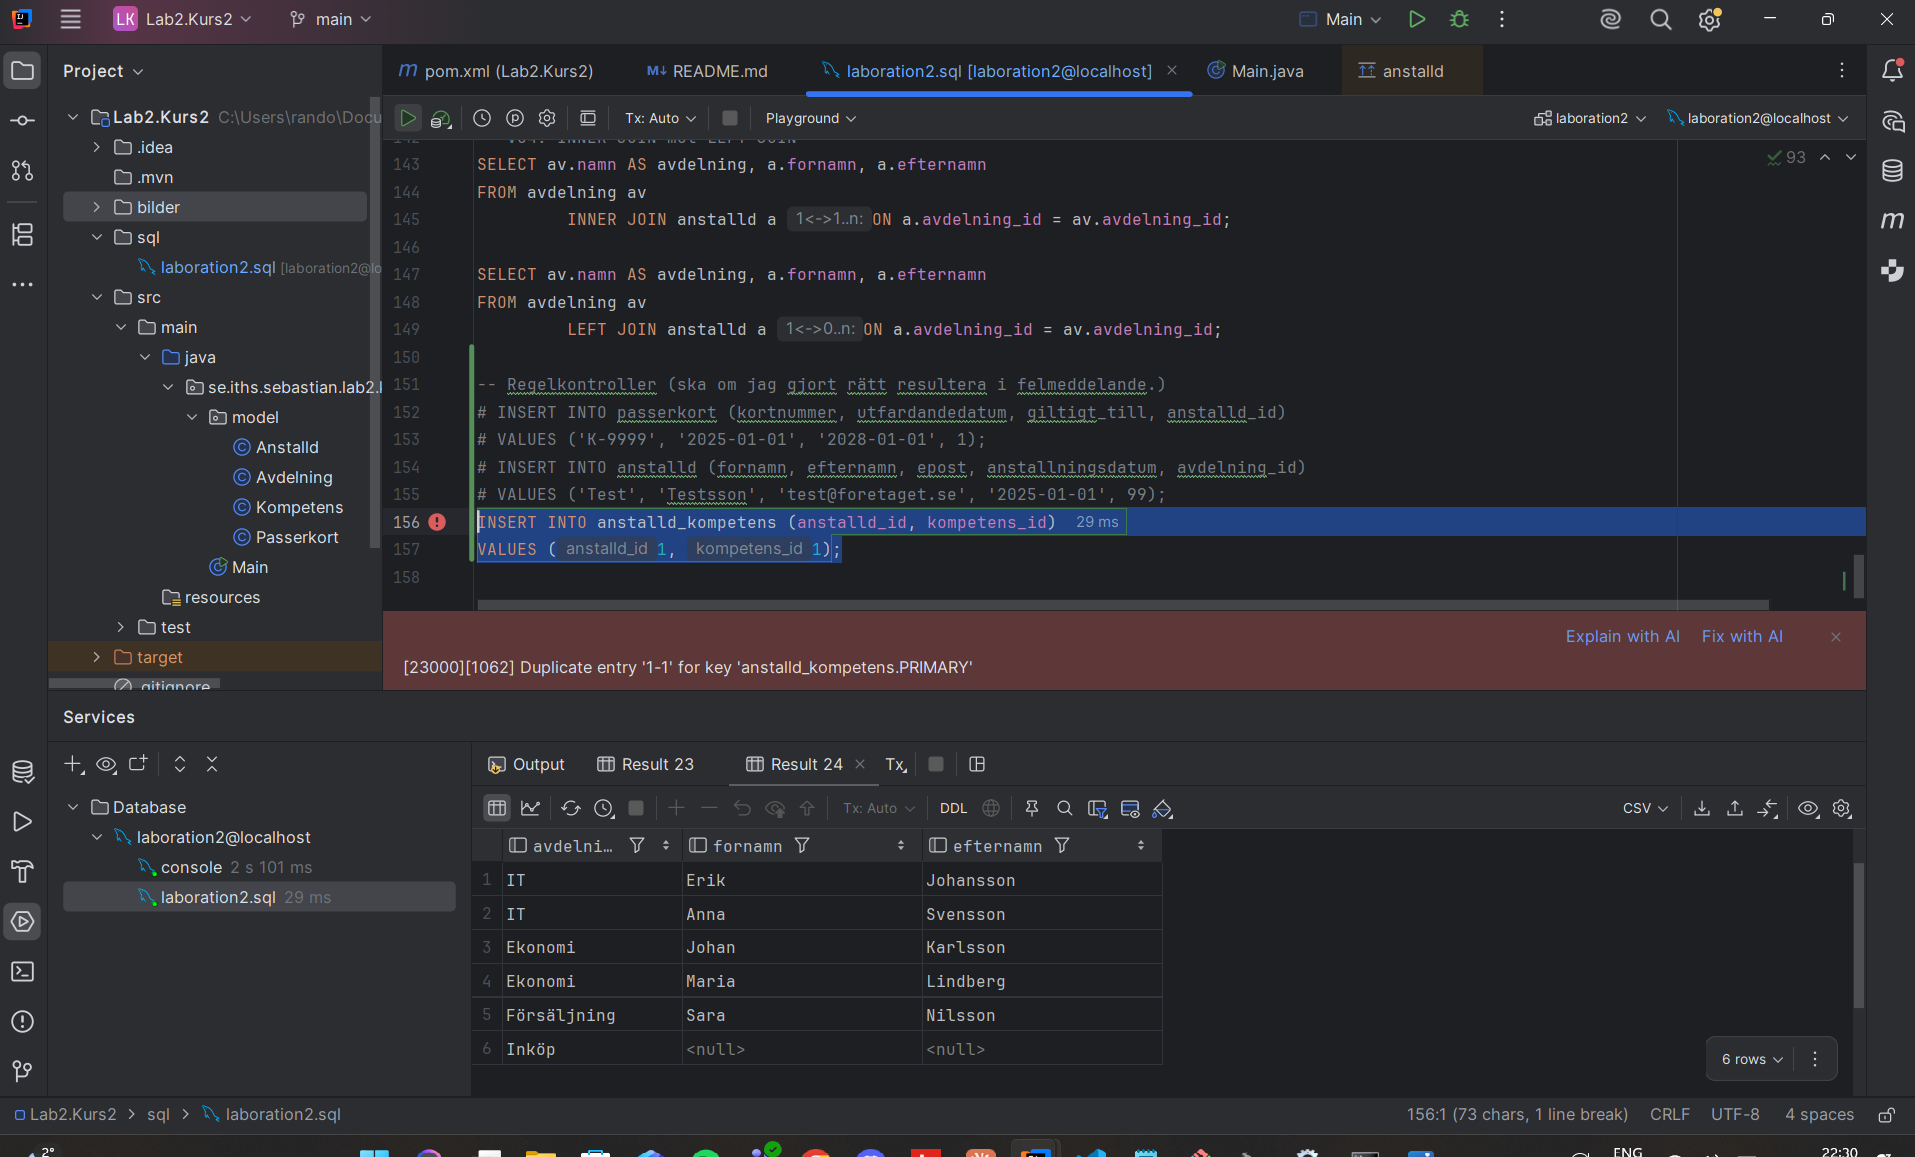 LK Lab2.Kurs2 main Main
Project
pom.xml (Lab2.Kurs2) README.md laboration2.sql [laboration2@localhost] Main.java anstalld
Tx: Auto Playground laboration2 laboration2@localhost
Lab2.Kurs2 C:\Users\rando\Docu
.idea
.mvn
bilder
sql
laboration2.sql [laboration2@lo
src
main
java
se.iths.sebastian.lab2.
model
Anstalld
Avdelning
Kompetens
Passerkort
Main
resources
test
target
.gitignore
93
143 SELECT av.namn AS avdelning, a.fornamn, a.efternamn
144 FROM avdelning av
145 INNER JOIN anstalld a 1<->1..n: ON a.avdelning_id = av.avdelning_id;
146
147 SELECT av.namn AS avdelning, a.fornamn, a.efternamn
148 FROM avdelning av
149 LEFT JOIN anstalld a 1<->0..n: ON a.avdelning_id = av.avdelning_id;
150
151 -- Regelkontroller (ska om jag gjort rätt resultera i felmeddelande.)
152 # INSERT INTO passerkort (kortnummer, utfardandedatum, giltigt_till, anstalld_id)
153 # VALUES ('K-9999', '2025-01-01', '2028-01-01', 1);
154 # INSERT INTO anstalld (fornamn, efternamn, epost, anstallningsdatum, avdelning_id)
155 # VALUES ('Test', 'Testsson', 'test@foretaget.se', '2025-01-01', 99);
156 INSERT INTO anstalld_kompetens (anstalld_id, kompetens_id) 29 ms
157 VALUES ( anstalld_id 1, kompetens_id 1);
158
Explain with AI Fix with AI
[23000][1062] Duplicate entry '1-1' for key 'anstalld_kompetens.PRIMARY'
Services
Database
laboration2@localhost
console 2 s 101 ms
laboration2.sql 29 ms
Output Result 23 Result 24 Tx
Tx: Auto DDL CSV
avdelni... fornamn efternamn
1 IT Erik Johansson
2 IT Anna Svensson
3 Ekonomi Johan Karlsson
4 Ekonomi Maria Lindberg
5 Försäljning Sara Nilsson
6 Inköp <null> <null>
6 rows
Lab2.Kurs2 > sql > laboration2.sql 156:1 (73 chars, 1 line break) CRLF UTF-8 4 spaces
2° ENG 22:30